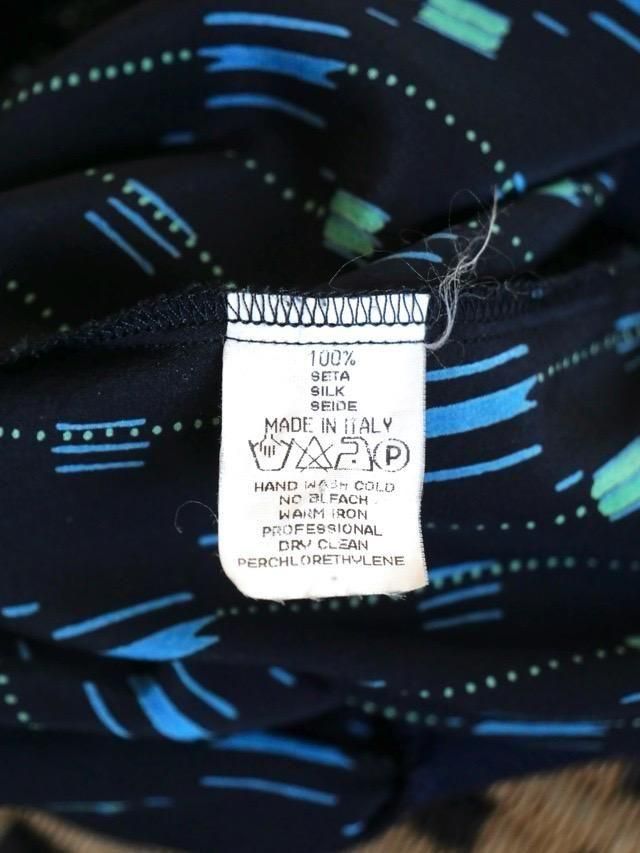 100%
SETA
SILK
SEIDE
MADE IN ITALY
P
HAND WASH COLD
NO BLEACH
WARM IRON
PROFESSIONAL
DRY CLEAN
PERCHLORETHYLENE